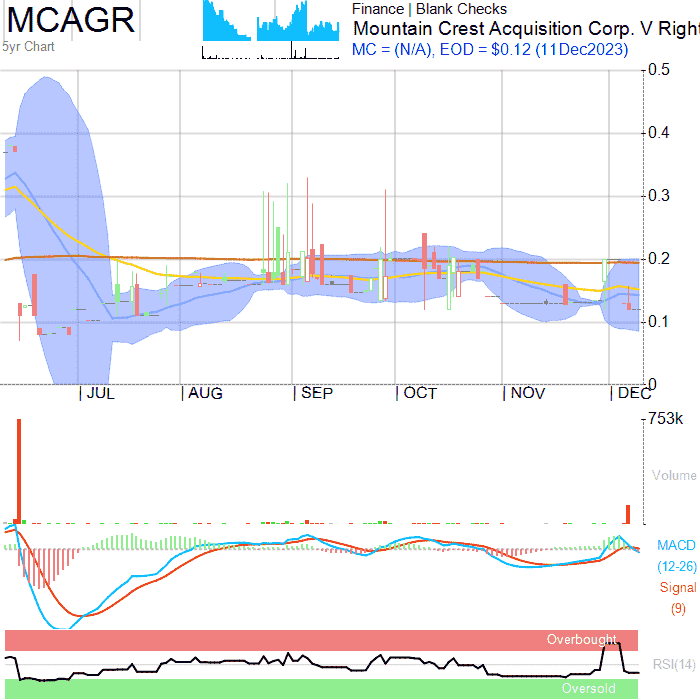 MCAGR
5yr Chart
Finance | Blank Checks
Mountain Crest Acquisition Corp. V Right
MC = (N/A), EOD = $0.12 (11Dec2023)
0.5
0.4
0.3
0.2
0.1
0
JUL AUG SEP OCT NOV DEC
753k
Volume
MACD
(12-26)
Signal
(9)
Overbought
RSI(14)
Oversold